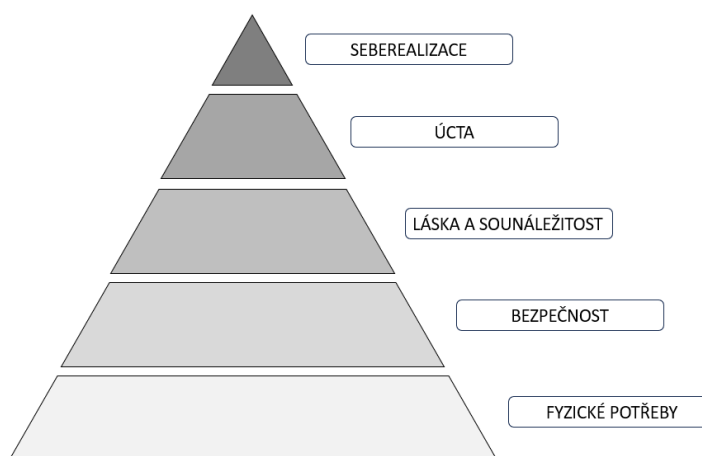 SEBEREALIZACE
ÚCTA
LÁSKA A SOUNÁLEŽITOST
BEZPEČNOST
FYZICKÉ POTŘEBY